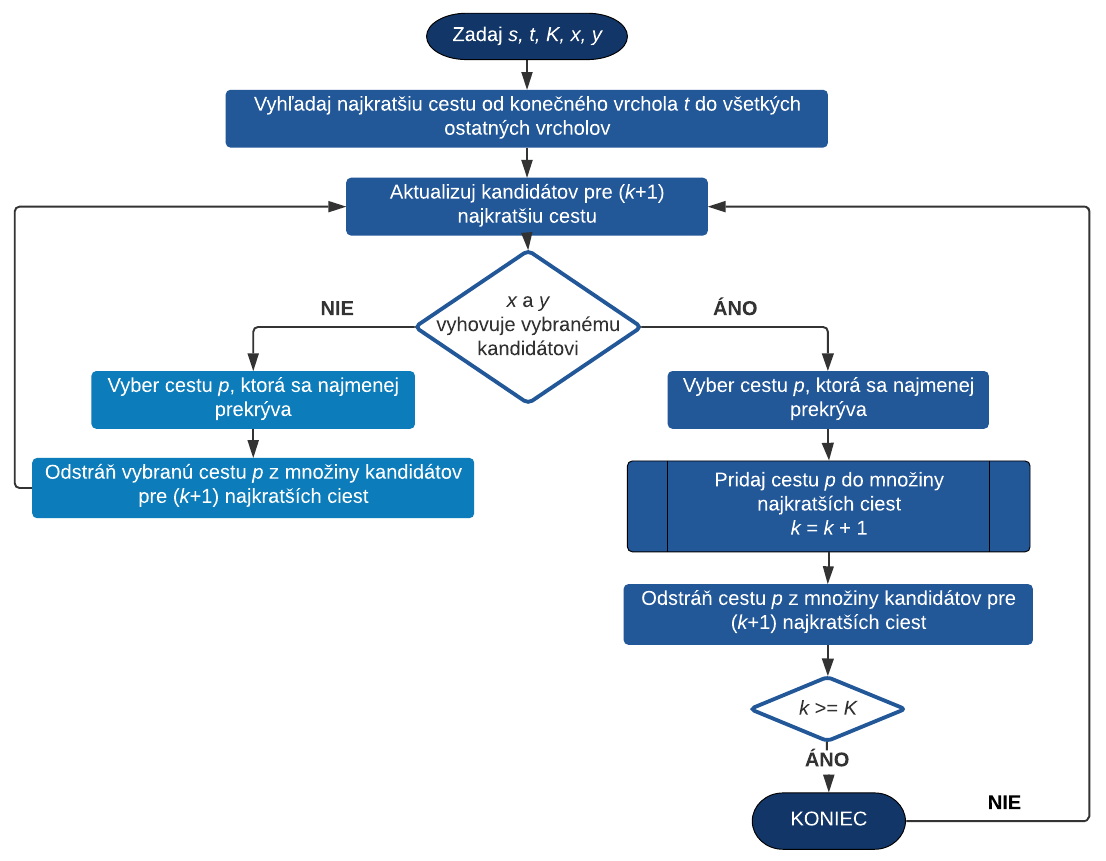 Zadaj s, t, K, x, y
Vyhľadaj najkratšiu cestu od konečného vrchola t do všetkých
ostatných vrcholov
Aktualizuj kandidátov pre (k+1)
najkratšiu cestu
x a y
vyhovuje vybranému
kandidátovi
NIE
ÁNO
Vyber cestu p, ktorá sa najmenej
prekrýva
Odstráň vybranú cestu p z množiny kandidátov
pre (k+1) najkratších ciest
Vyber cestu p, ktorá sa najmenej
prekrýva
Pridaj cestu p do množiny
najkratších ciest
k = k + 1
Odstráň cestu p z množiny kandidátov pre
(k+1) najkratších ciest
k >= K
ÁNO
KONIEC
NIE